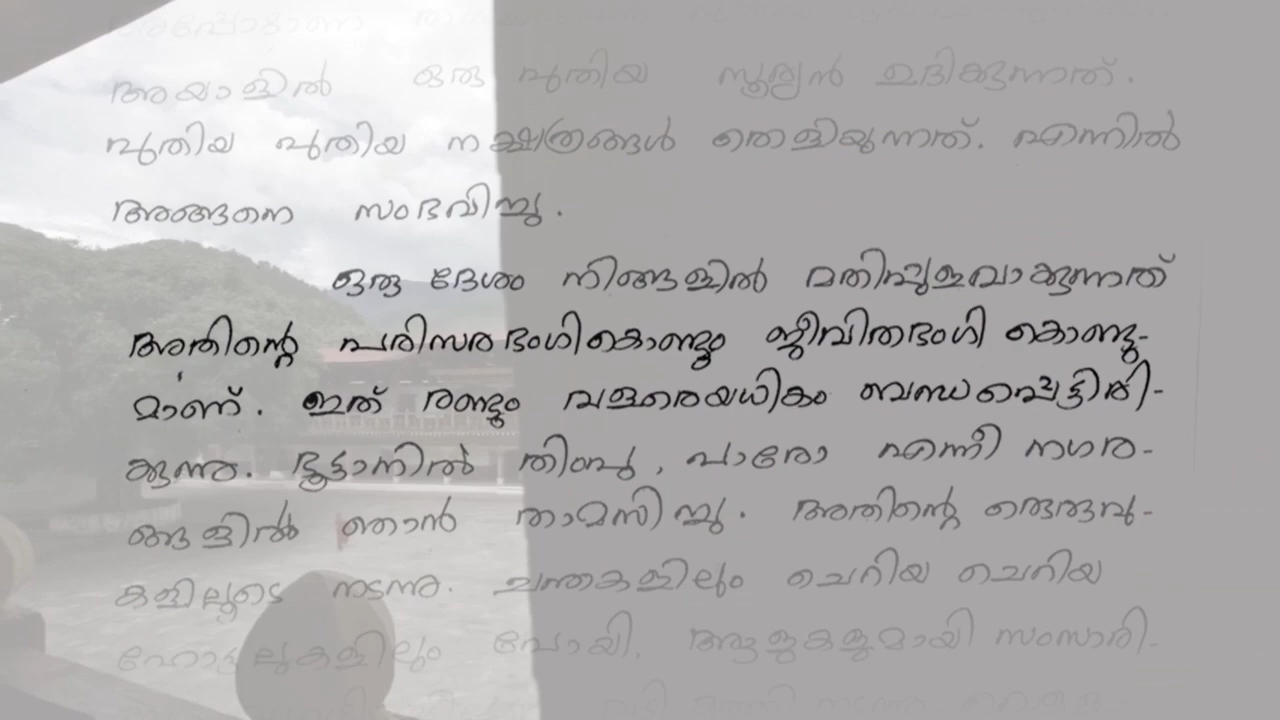 അപ്പോഴാണ്
അയാളിൽ ഒരു പുതിയ സൂര്യൻ ഉദിക്കുന്നത്.
പുതിയ പുതിയ നക്ഷത്രങ്ങൾ തെളിയുന്നത്. എന്നിൽ
അങ്ങനെ സംഭവിച്ചു.
ഒരു ദേശം നിങ്ങളിൽ മതിപ്പുളവാക്കുന്നത്
അതിന്റെ പരിസരഭംഗികൊണ്ടും ജീവിതഭംഗി കൊണ്ടു-
മാണ്. ഇത് രണ്ടും വളരെയധികം ബന്ധപ്പെട്ടിരി-
ക്കുന്നു. ഭൂട്ടാനിൽ തിംപു, പാരോ എന്നീ നഗര-
ങ്ങളിൽ ഞാൻ താമസിച്ചു. അതിന്റെ തെരുവു-
കളിലൂടെ നടന്നു. ചന്തകളിലും ചെറിയ ചെറിയ
ഹോട്ടലുകളിലും പോയി. ആളുകളുമായി സംസാരി-